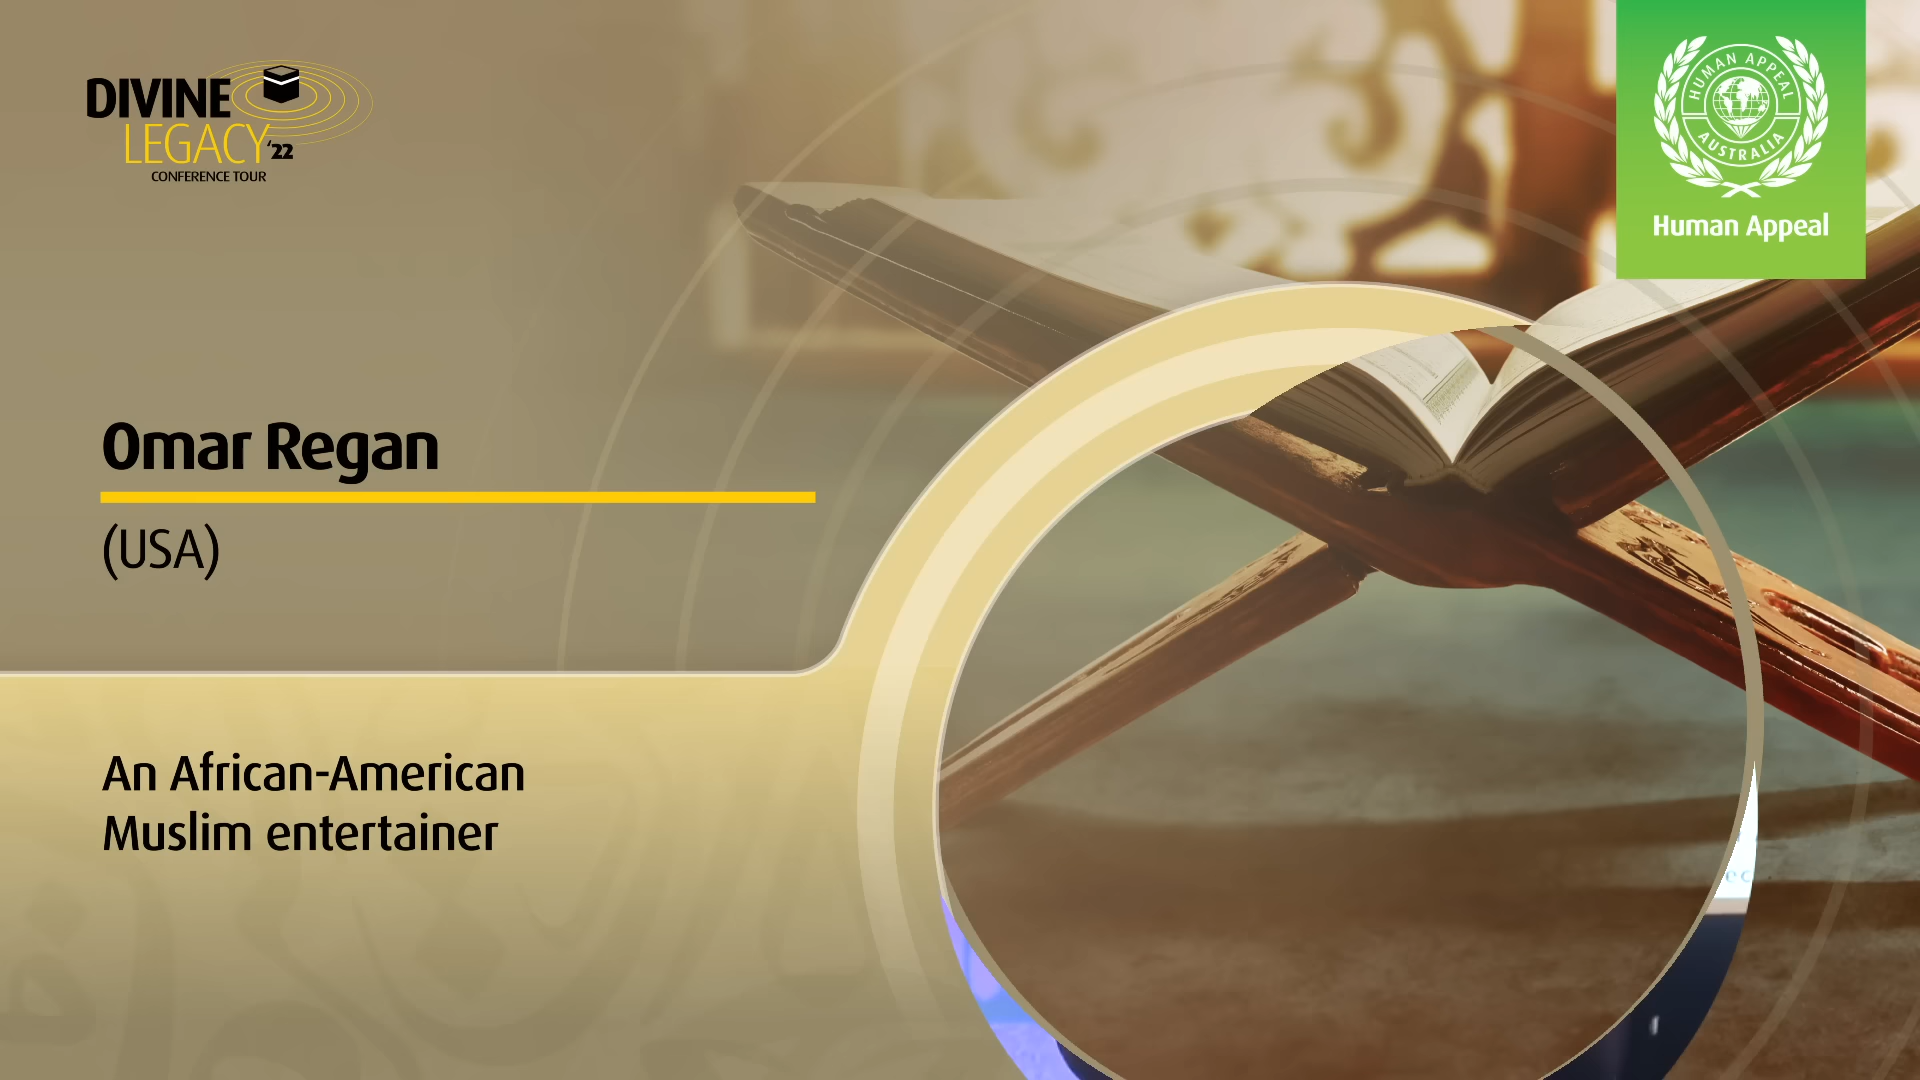 DIVINE
LEGACY '22
CONFERENCE TOUR
HUMAN APPEAL
AUSTRALIA
Human Appeal
Omar Regan
(USA)
An African-American
Muslim entertainer